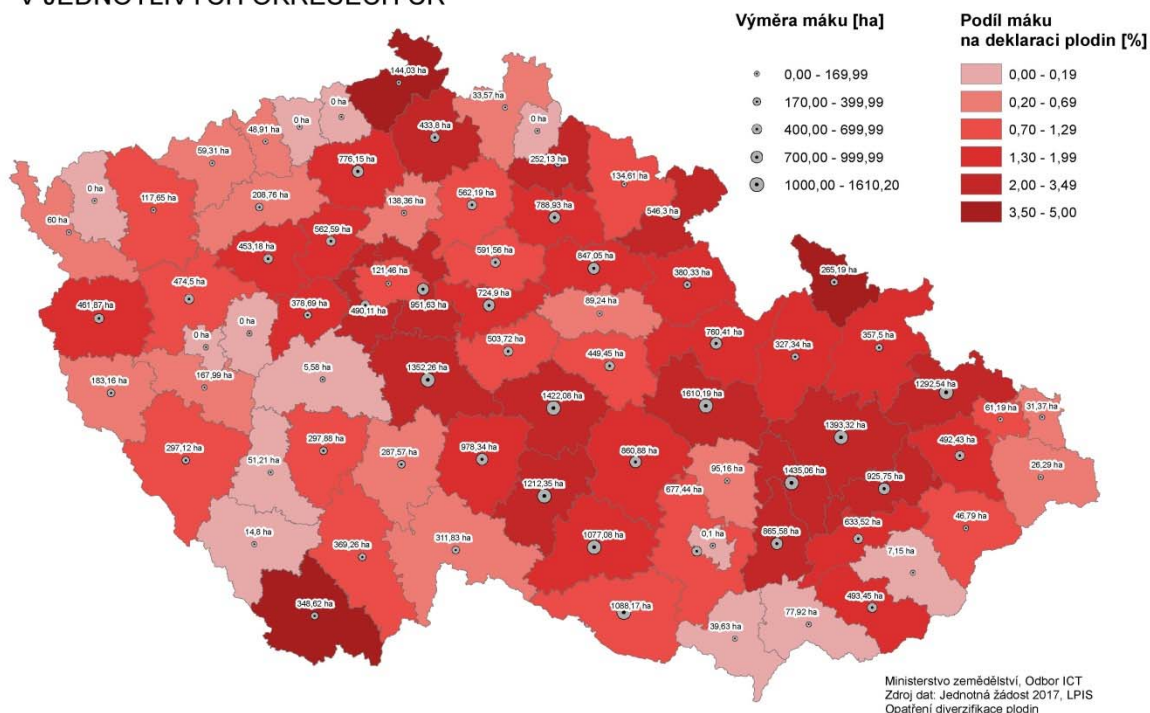 V JEDNOTLIVÝCH OKRESECH ČR
Výměra máku [ha]
0,00 - 169,99
170,00 - 399,99
400,00 - 699,99
700,00 - 999,99
1000,00 - 1610,20
Podíl máku
na deklaraci plodin [%]
0,00 - 0,19
0,20 - 0,69
0,70 - 1,29
1,30 - 1,99
2,00 - 3,49
3,50 - 5,00
144,03 ha
33,57 ha
0 ha
0 ha
0 ha
48,91 ha
433,8 ha
59,31 ha
776,15 ha
252,13 ha
134,61 ha
0 ha
117,65 ha
208,76 ha
138,36 ha
562,19 ha
788,93 ha
546,3 ha
60 ha
562,59 ha
453,18 ha
591,56 ha
847,05 ha
380,33 ha
265,19 ha
121,46 ha
474,5 ha
461,87 ha
378,69 ha
490,11 ha
951,63 ha
724,9 ha
89,24 ha
0 ha
0 ha
503,72 ha
760,41 ha
327,34 ha
357,5 ha
449,45 ha
183,16 ha
167,99 ha
5,58 ha
1352,26 ha
1292,54 ha
1422,08 ha
1610,19 ha
61,19 ha
31,37 ha
1393,32 ha
297,12 ha
297,88 ha
287,57 ha
978,34 ha
860,88 ha
492,43 ha
51,21 ha
95,16 ha
1435,06 ha
925,75 ha
26,29 ha
1212,35 ha
677,44 ha
633,52 ha
46,79 ha
14,8 ha
369,26 ha
311,83 ha
1077,08 ha
0,1 ha
865,58 ha
7,15 ha
348,62 ha
1088,17 ha
493,45 ha
39,63 ha
77,92 ha
Ministerstvo zemědělství, Odbor ICT
Zdroj dat: Jednotná žádost 2017, LPIS
Opatření diverzifikace plodin